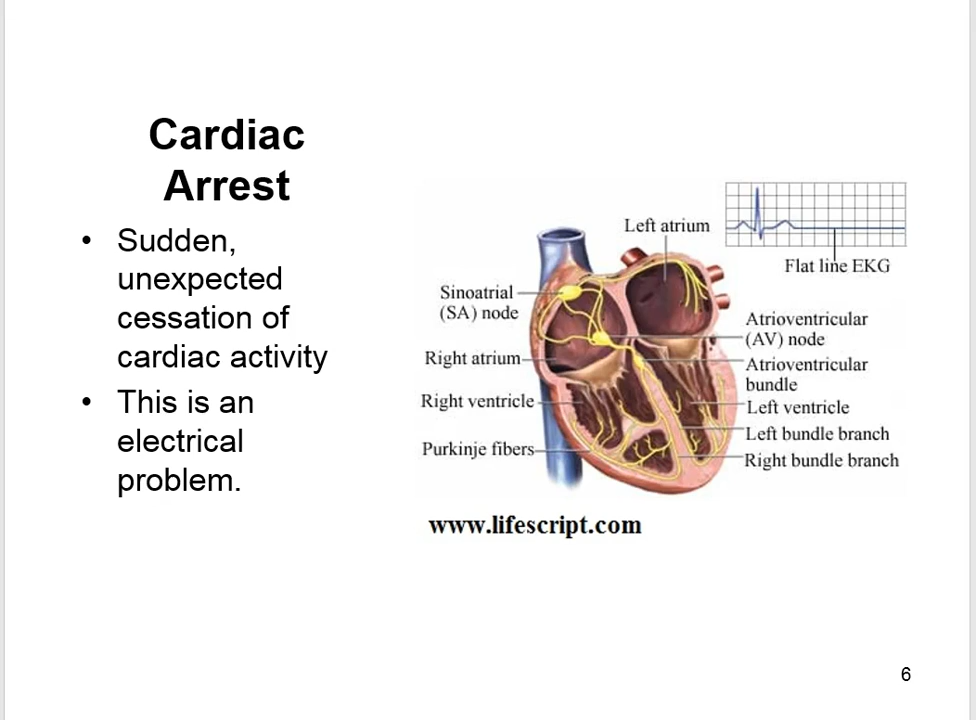 Cardiac
Arrest
• Sudden,
unexpected
cessation of
cardiac activity
• This is an
electrical
problem.
Left atrium
Flat line EKG
Sinoatrial
(SA) node
Right atrium
Right ventricle
Purkinje fibers
Atrioventricular
(AV) node
Atrioventricular
bundle
Left ventricle
Left bundle branch
Right bundle branch
www.lifescript.com
6